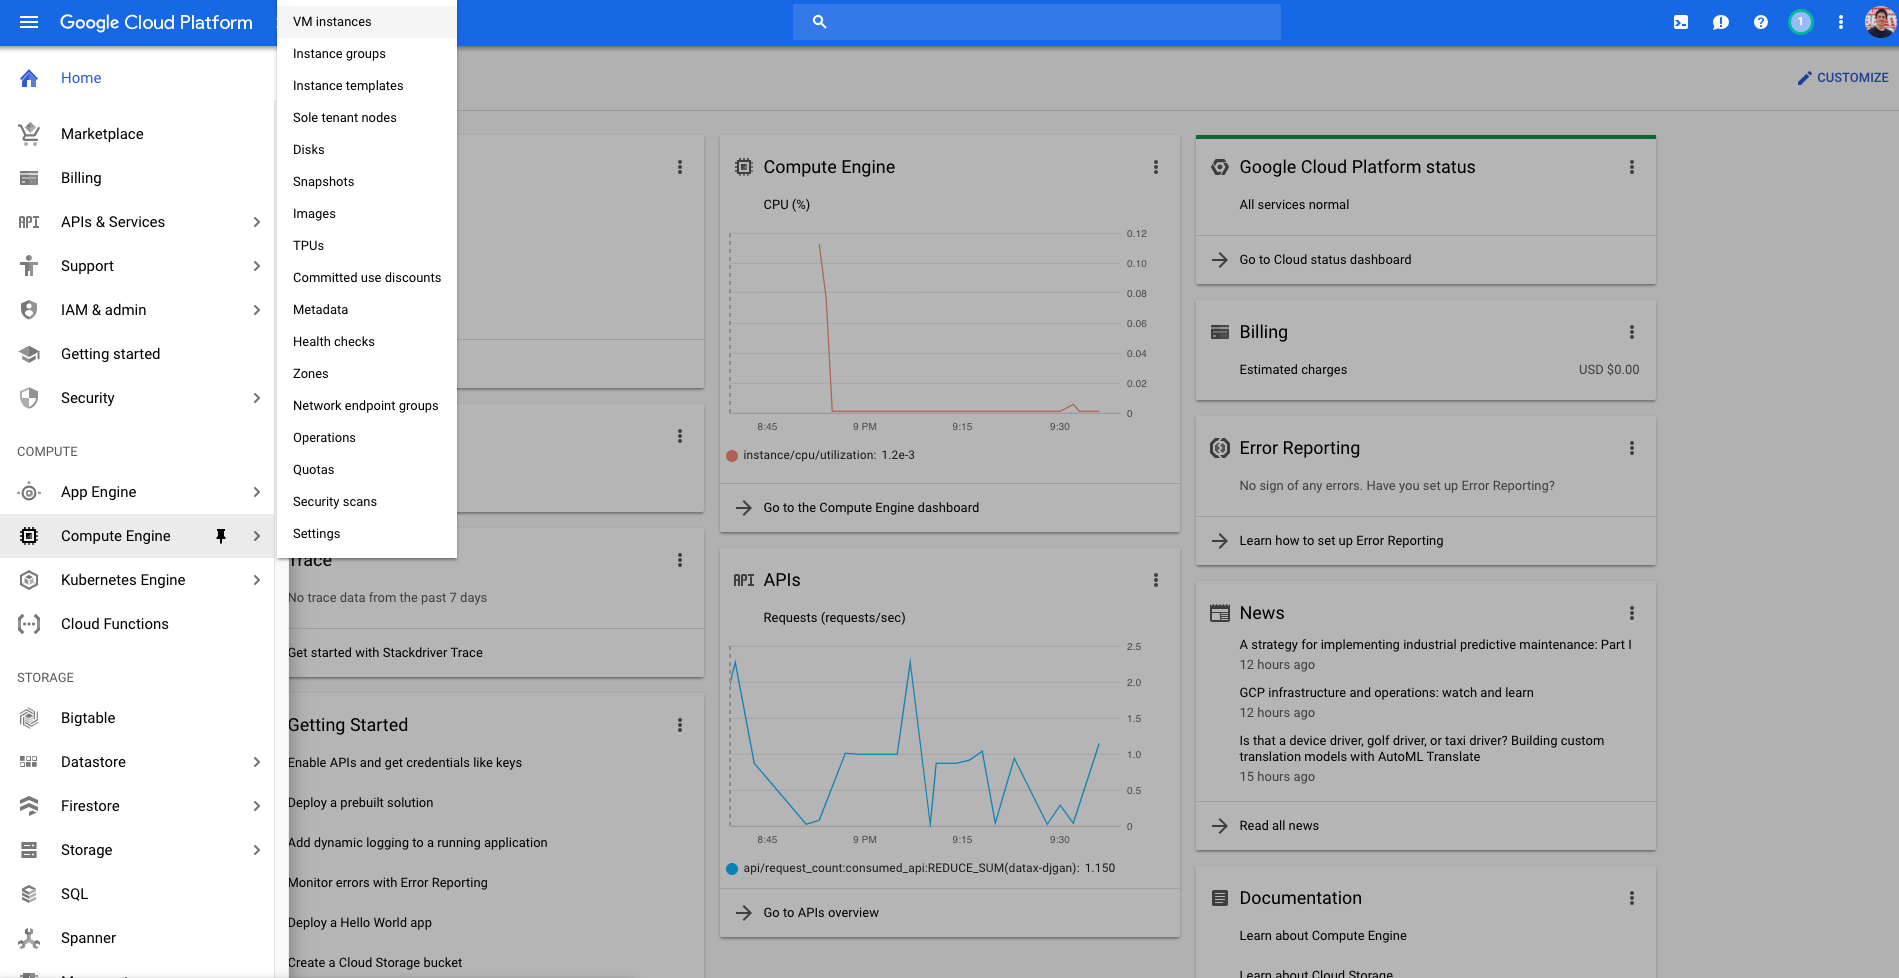 Google Cloud Platform
1
Home
Marketplace
Billing
API APIs & Services
Support
IAM & admin
Getting started
Security
COMPUTE
App Engine
Compute Engine
Kubernetes Engine
Cloud Functions
STORAGE
Bigtable
Datastore
Firestore
Storage
SQL
Spanner
VM instances
Instance groups
Instance templates
Sole tenant nodes
Disks
Snapshots
Images
TPUs
Committed use discounts
Metadata
Health checks
Zones
Network endpoint groups
Operations
Quotas
Security scans
Settings
CUSTOMIZE
Trace
No trace data from the past 7 days
Get started with Stackdriver Trace
Getting Started
Enable APIs and get credentials like keys
Deploy a prebuilt solution
Add dynamic logging to a running application
Monitor errors with Error Reporting
Deploy a Hello World app
Create a Cloud Storage bucket
Compute Engine
CPU (%)
0.12
0.10
0.08
0.06
0.04
0.02
0
8:45 9 PM 9:15 9:30
instance/cpu/utilization: 1.2e-3
Go to the Compute Engine dashboard
API APIs
Requests (requests/sec)
2.5
2.0
1.5
1.0
0.5
0
8:45 9 PM 9:15 9:30
api/request_count:consumed_api:REDUCE_SUM(datax-djgan): 1.150
Go to APIs overview
Google Cloud Platform status
All services normal
Go to Cloud status dashboard
Billing
Estimated charges USD $0.00
Error Reporting
No sign of any errors. Have you set up Error Reporting?
Learn how to set up Error Reporting
News
A strategy for implementing industrial predictive maintenance: Part I
12 hours ago
GCP infrastructure and operations: watch and learn
12 hours ago
Is that a device driver, golf driver, or taxi driver? Building custom
translation models with AutoML Translate
15 hours ago
Read all news
Documentation
Learn about Compute Engine
Learn about Cloud Storage